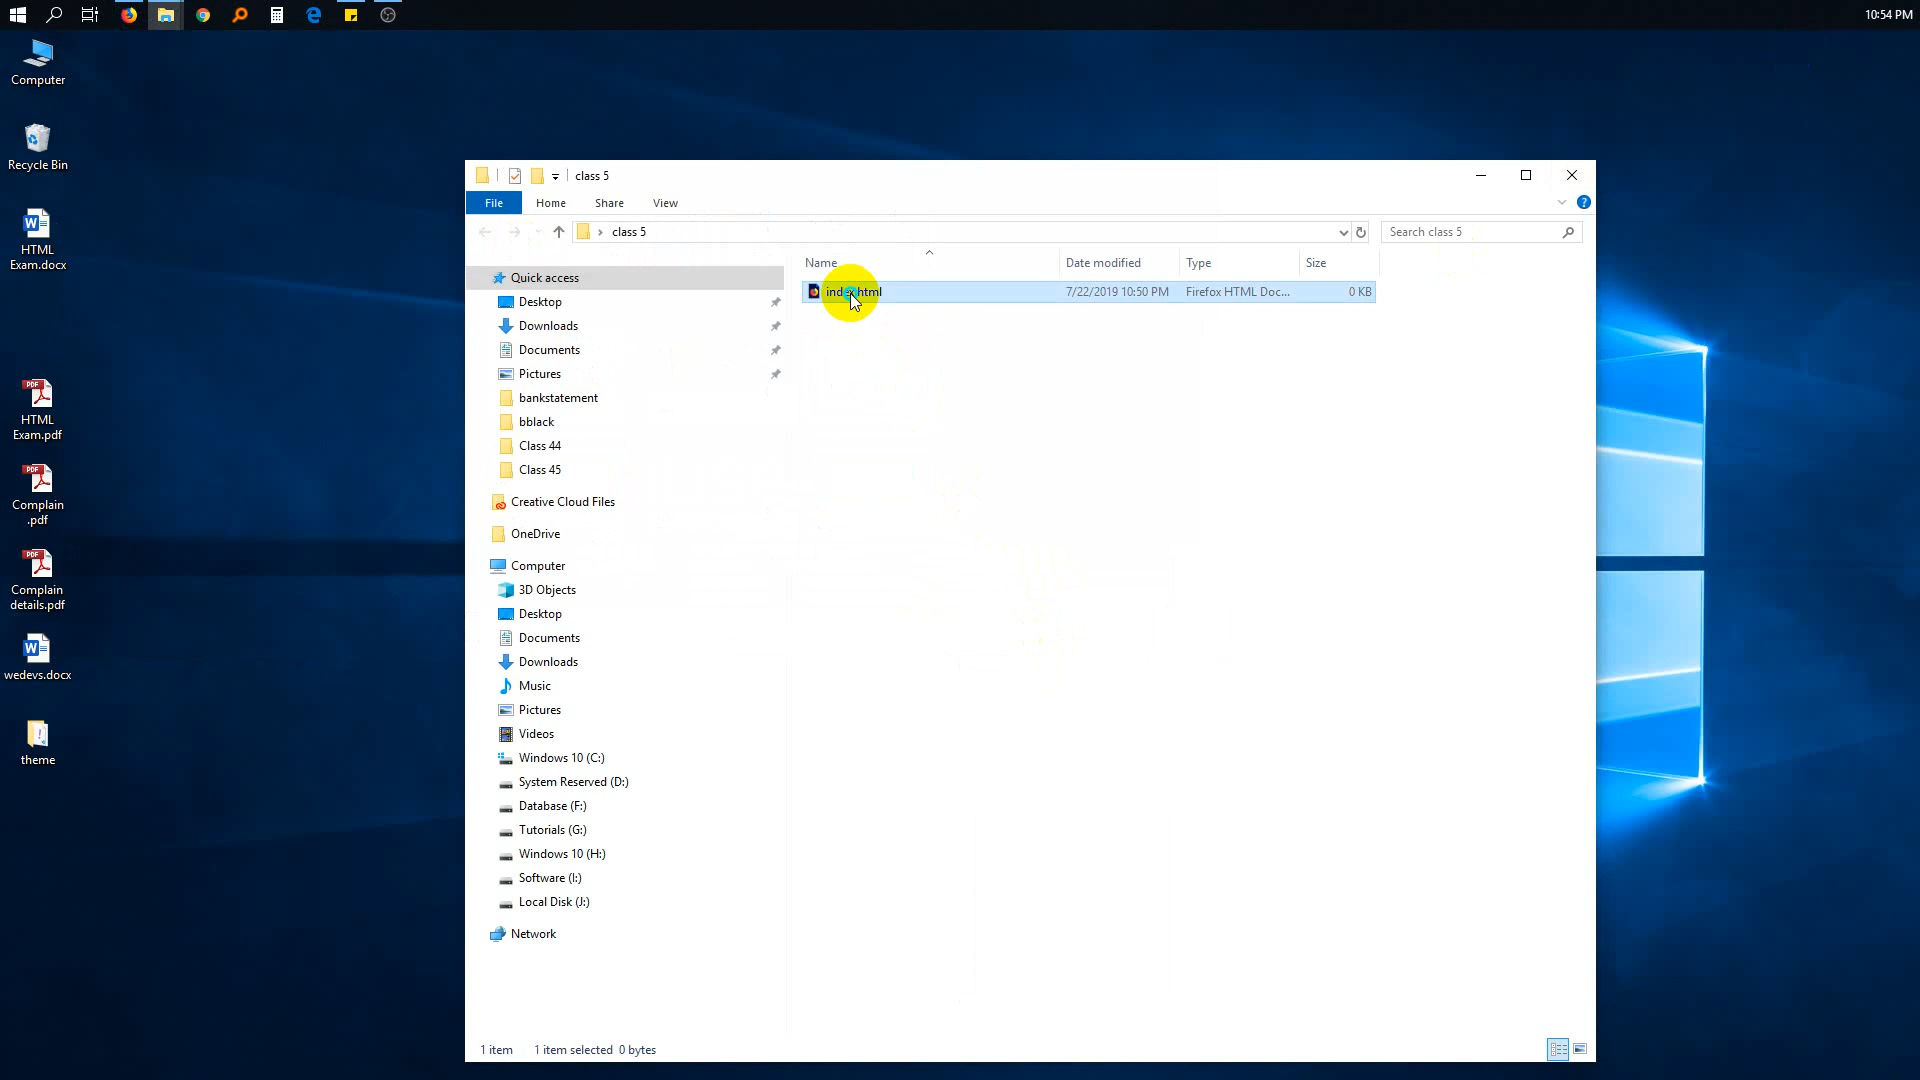 10:54 PM
Computer
Recycle Bin
HTML
Exam.docx
HTML
Exam.pdf
Complain
.pdf
Complain
details.pdf
wedevs.docx
theme
class 5
File Home Share View
class 5
Search class 5
Name Date modified Type Size
index.html 7/22/2019 10:50 PM Firefox HTML Doc... 0 KB
Quick access
Desktop
Downloads
Documents
Pictures
bankstatement
bblack
Class 44
Class 45
Creative Cloud Files
OneDrive
Computer
3D Objects
Desktop
Documents
Downloads
Music
Pictures
Videos
Windows 10 (C:)
System Reserved (D:)
Database (F:)
Tutorials (G:)
Windows 10 (H:)
Software (I:)
Local Disk (J:)
Network
1 item 1 item selected 0 bytes